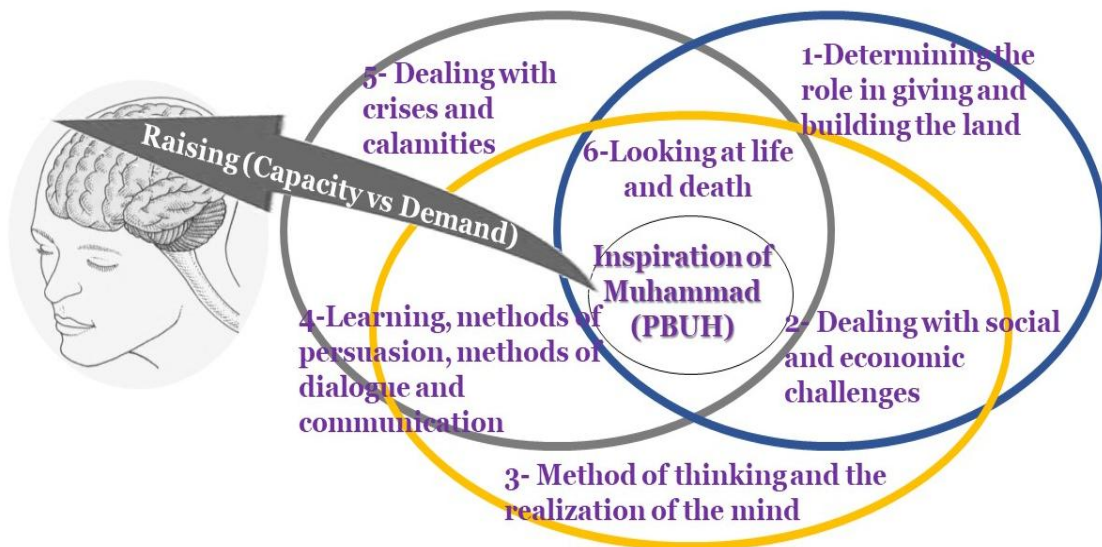 1-Determining the
role in giving and
building the land
5- Dealing with
crises and
calamities
6-Looking at life
and death
Raising (Capacity vs Demand)
Inspiration of
Muhammad
(PBUH)
4-Learning, methods of
persuasion, methods of
dialogue and
communication
2- Dealing with social
and economic
challenges
3- Method of thinking and the
realization of the mind